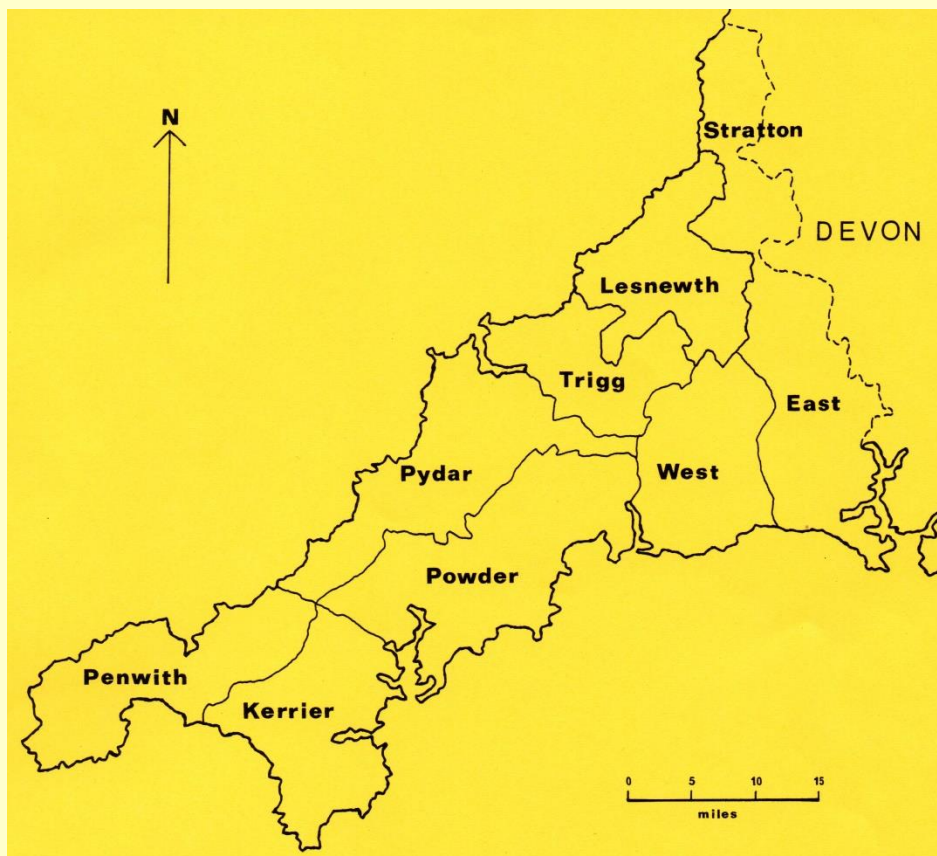 N
Stratton
DEVON
Lesnewth
Trigg
East
Pydar
West
Powder
Penwith
Kerrier
0 5 10 15
miles